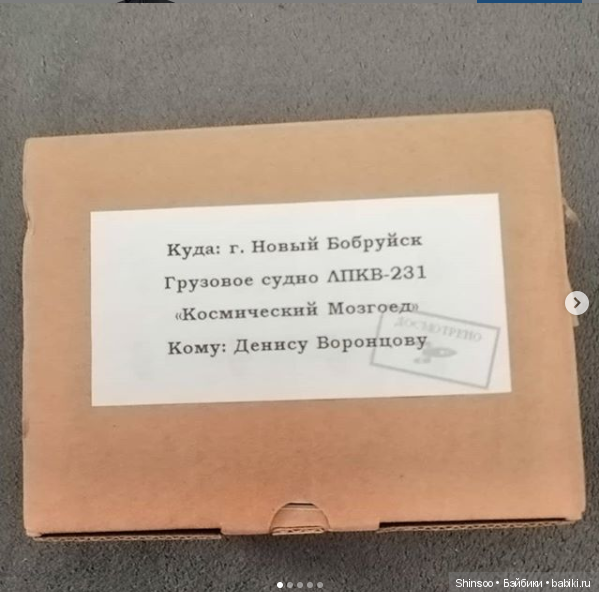 Куда: г. Новый Бобруйск
Грузовое судно ЛПКВ-231
«Космический Мозгоед»
Кому: Денису Воронцову
ДОСМОТРЕНО
Shinsoo • Бэйбики • babiki.ru